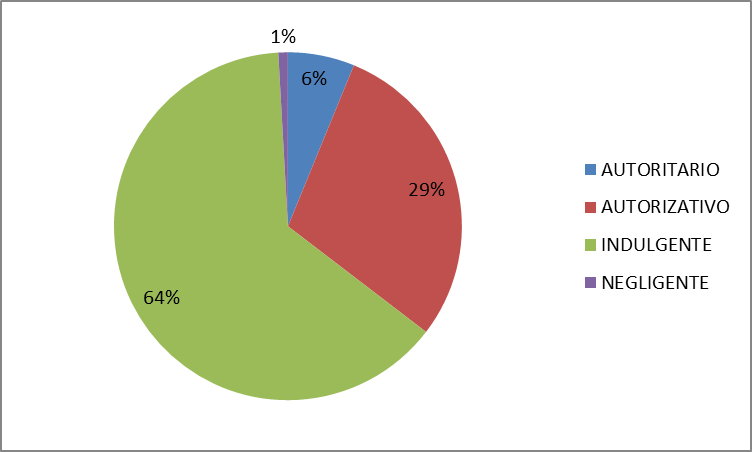 1%
6%
29%
64%
AUTORITARIO
AUTORIZATIVO
INDULGENTE
NEGLIGENTE